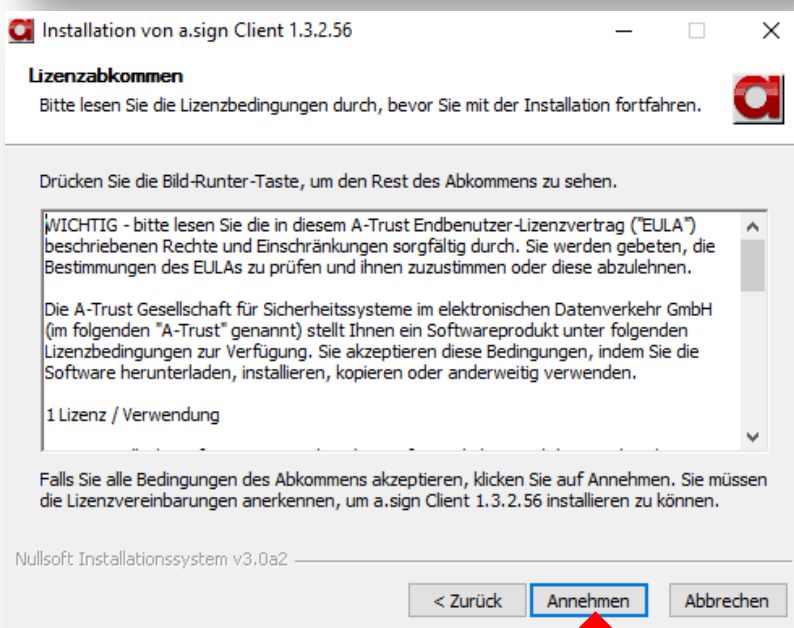 Installation von a.sign Client 1.3.2.56
Lizenzabkommen
Bitte lesen Sie die Lizenzbedingungen durch, bevor Sie mit der Installation fortfahren.
Drücken Sie die Bild-Runter-Taste, um den Rest des Abkommens zu sehen.
WICHTIG - bitte lesen Sie die in diesem A-Trust Endbenutzer-Lizenzvertrag ("EULA")
beschriebenen Rechte und Einschränkungen sorgfältig durch. Sie werden gebeten, die
Bestimmungen des EULAs zu prüfen und ihnen zuzustimmen oder diese abzulehnen.
Die A-Trust Gesellschaft für Sicherheitssysteme im elektronischen Datenverkehr GmbH
(im folgenden "A-Trust" genannt) stellt Ihnen ein Softwareprodukt unter folgenden
Lizenzbedingungen zur Verfügung. Sie akzeptieren diese Bedingungen, indem Sie die
Software herunterladen, installieren, kopieren oder anderweitig verwenden.
1 Lizenz / Verwendung
Falls Sie alle Bedingungen des Abkommens akzeptieren, klicken Sie auf Annehmen. Sie müssen
die Lizenzvereinbarungen anerkennen, um a.sign Client 1.3.2.56 installieren zu können.
Nullsoft Installationssystem v3.0a2
< Zurück Annehmen Abbrechen